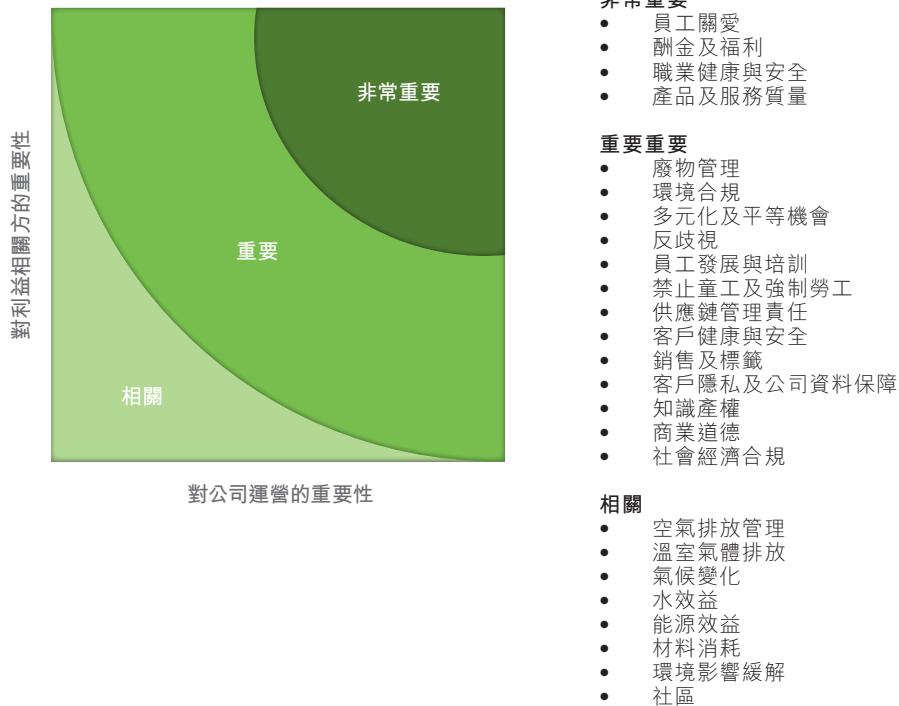 對利益相關方的重要性
非常重要
重要
相關
對公司運營的重要性
非常重要
• 員工關愛
• 酬金及福利
• 職業健康與安全
• 產品及服務質量
重要重要
• 廢物管理
• 環境合規
• 多元化及平等機會
• 反歧視
• 員工發展與培訓
• 禁止童工及強制勞工
• 供應鏈管理責任
• 客戶健康與安全
• 銷售及標籤
• 客戶隱私及公司資料保障
• 知識產權
• 商業道德
• 社會經濟合規
相關
• 空氣排放管理
• 溫室氣體排放
• 氣候變化
• 水效益
• 能源效益
• 材料消耗
• 環境影響緩解
• 社區